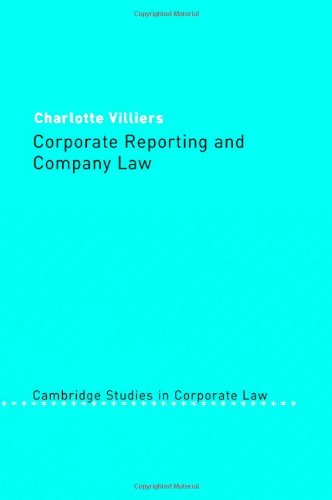 Charlotte Villiers
Corporate Reporting and
Company Law
Cambridge Studies in Corporate Law
* * * * * * * * * * * * * * * * * * * * * * * * * * * * * * *
Copyrighted Material